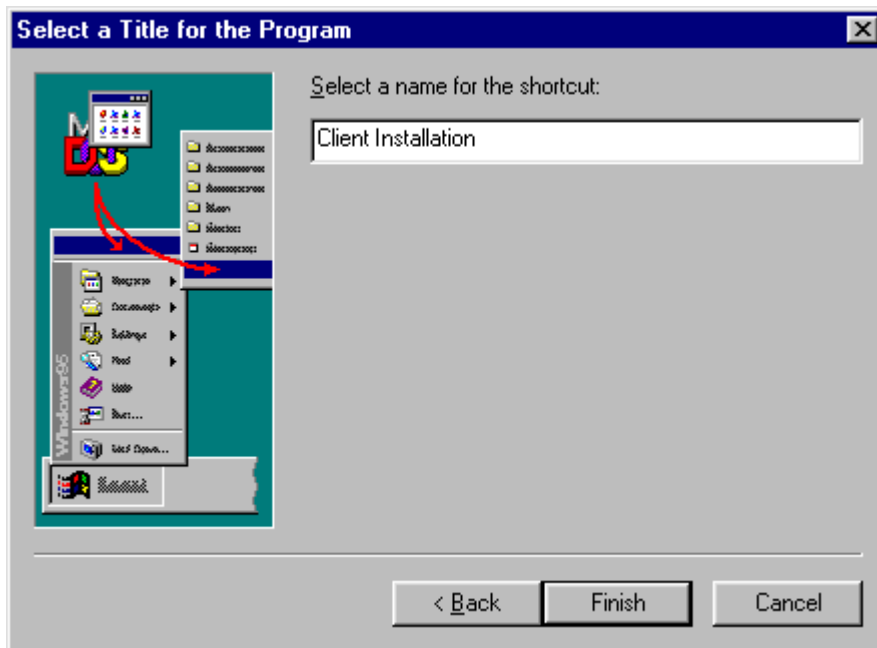 Select a Title for the Program
Select a name for the shortcut:
Client Installation
Windows95
< Back
Finish
Cancel